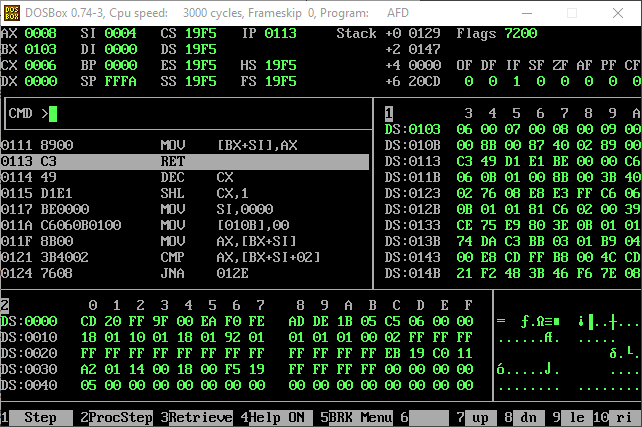 DOSBox 0.74-3, Cpu speed: 3000 cycles, Frameskip 0, Program: AFD
AX 0008 SI 0004 CS 19F5 IP 0113 Stack +0 0129 Flags 7200
BX 0103 DI 0000 DS 19F5 +2 0147
CX 0006 BP 0000 ES 19F5 HS 19F5 +4 0000 OF DF IF SF ZF AF PF CF
DX 0000 SP FFFA SS 19F5 FS 19F5 +6 20CD 0 0 1 0 0 0 0 0
CMD >
1 3 4 5 6 7 8 9 A
DS:0103 06 00 07 00 08 00 09 00
DS:010B 00 8B 00 87 40 02 89 00
0111 8900 MOV [BX+SI],AX
0113 C3 RET
0114 49 DEC CX
0115 D1E1 SHL CX,1
0117 BE0000 MOV SI,0000
011A C6060B0100 MOV [010B],00
011F 8B00 MOV AX,[BX+SI]
0121 3B4002 CMP AX,[BX+SI+02]
0124 7608 JNA 012E
DS:0113 C3 49 D1 E1 BE 00 00 C6
DS:011B 06 0B 01 00 8B 00 3B 40
DS:0123 02 76 08 E8 E3 FF C6 06
DS:012B 0B 01 01 81 C6 02 00 39
DS:0133 CE 75 E9 80 3E 0B 01 01
DS:013B 74 DA C3 BB 03 01 B9 04
DS:0143 00 E8 CD FF B8 00 4C CD
DS:014B 21 F2 48 3B 46 F6 7E 08
2 0 1 2 3 4 5 6 7 8 9 A B C D E F
DS:0000 CD 20 FF 9F 00 EA F0 FE AD DE 1B 05 C5 06 00 00
DS:0010 18 01 10 01 18 01 92 01 01 01 01 00 02 FF FF FF
DS:0020 FF FF FF FF FF FF FF FF FF FF FF FF EB 19 C0 11
DS:0030 A2 01 14 00 18 00 F5 19 FF FF FF FF 00 00 00 00
DS:0040 05 00 00 00 00 00 00 00 00 00 00 00 00 00 00 00
1 Step 2 ProcStep 3 Retrieve 4 Help ON 5 BRK Menu 6 7 up 8 dn 9 le 10 ri